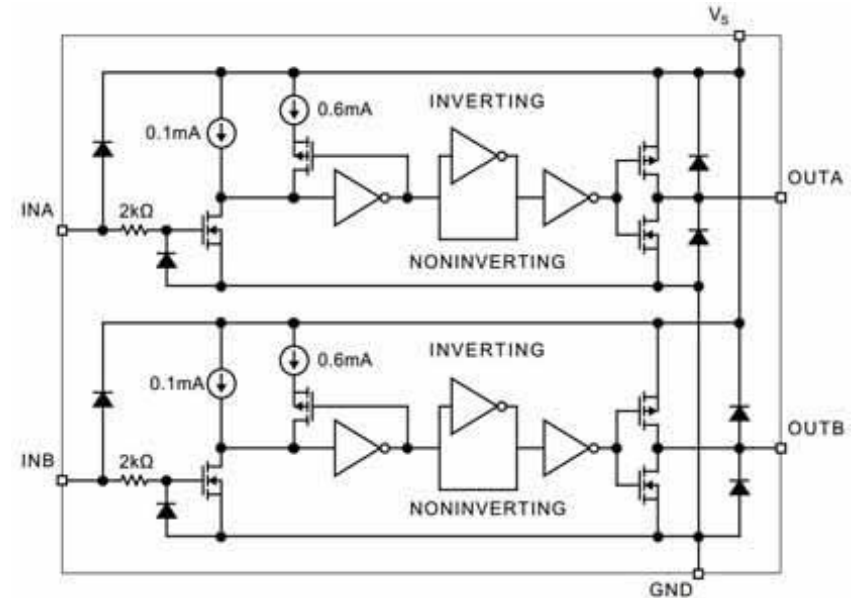 VS
0.6mA
INVERTING
0.1mA
OUTA
INA
2kΩ
NONINVERTING
0.6mA
INVERTING
0.1mA
OUTB
INB
2kΩ
NONINVERTING
GND